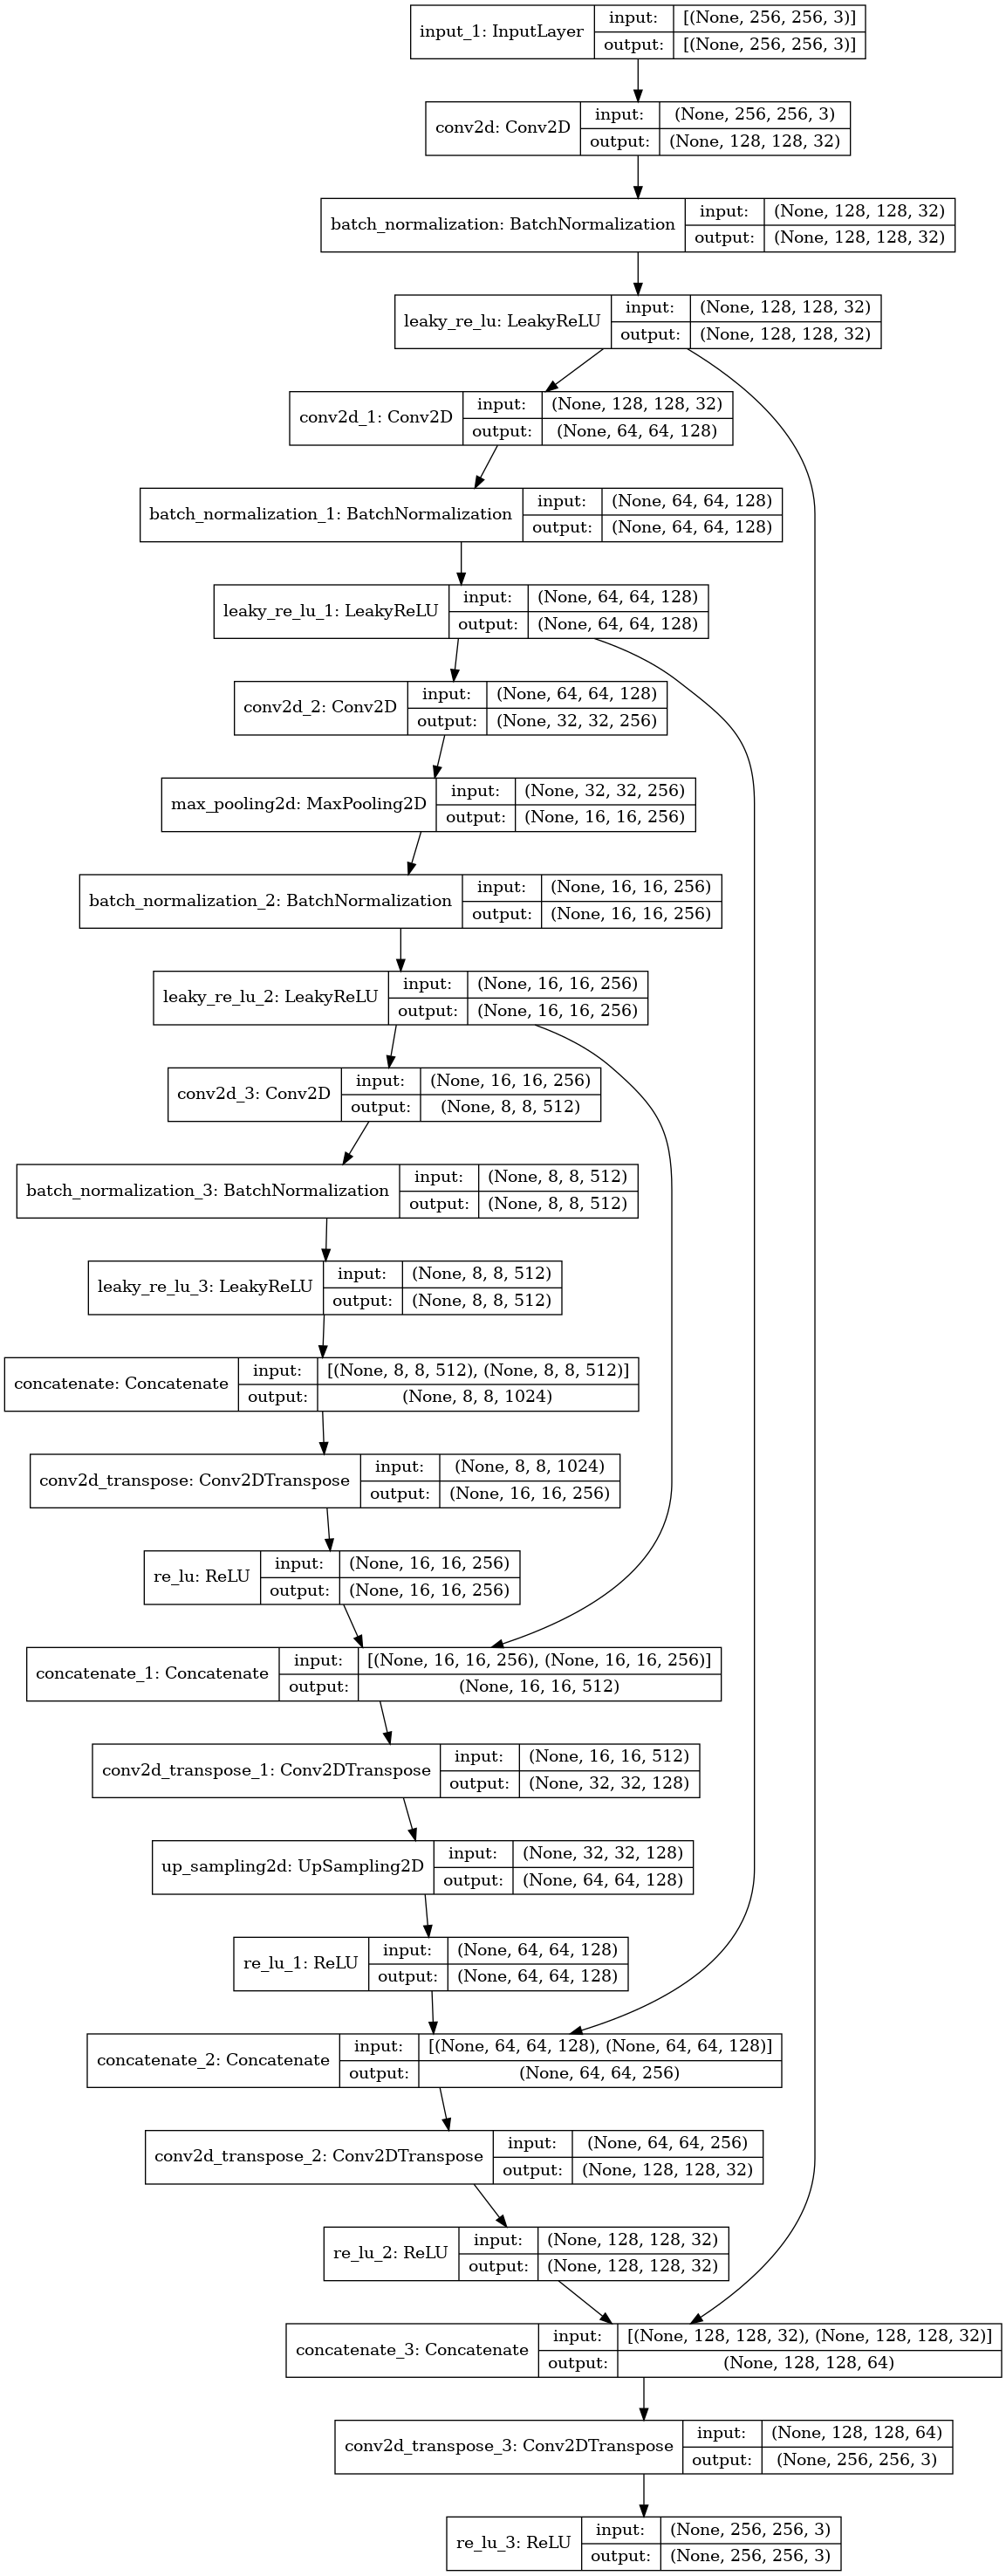 input_1: InputLayer
input: [(None, 256, 256, 3)]
output: [(None, 256, 256, 3)]
conv2d: Conv2D
input: (None, 256, 256, 3)
output: (None, 128, 128, 32)
batch_normalization: BatchNormalization
input: (None, 128, 128, 32)
output: (None, 128, 128, 32)
leaky_re_lu: LeakyReLU
input: (None, 128, 128, 32)
output: (None, 128, 128, 32)
conv2d_1: Conv2D
input: (None, 128, 128, 32)
output: (None, 64, 64, 128)
batch_normalization_1: BatchNormalization
input: (None, 64, 64, 128)
output: (None, 64, 64, 128)
leaky_re_lu_1: LeakyReLU
input: (None, 64, 64, 128)
output: (None, 64, 64, 128)
conv2d_2: Conv2D
input: (None, 64, 64, 128)
output: (None, 32, 32, 256)
max_pooling2d: MaxPooling2D
input: (None, 32, 32, 256)
output: (None, 16, 16, 256)
batch_normalization_2: BatchNormalization
input: (None, 16, 16, 256)
output: (None, 16, 16, 256)
leaky_re_lu_2: LeakyReLU
input: (None, 16, 16, 256)
output: (None, 16, 16, 256)
conv2d_3: Conv2D
input: (None, 16, 16, 256)
output: (None, 8, 8, 512)
batch_normalization_3: BatchNormalization
input: (None, 8, 8, 512)
output: (None, 8, 8, 512)
leaky_re_lu_3: LeakyReLU
input: (None, 8, 8, 512)
output: (None, 8, 8, 512)
concatenate: Concatenate
input: [(None, 8, 8, 512), (None, 8, 8, 512)]
output: (None, 8, 8, 1024)
conv2d_transpose: Conv2DTranspose
input: (None, 8, 8, 1024)
output: (None, 16, 16, 256)
re_lu: ReLU
input: (None, 16, 16, 256)
output: (None, 16, 16, 256)
concatenate_1: Concatenate
input: [(None, 16, 16, 256), (None, 16, 16, 256)]
output: (None, 16, 16, 512)
conv2d_transpose_1: Conv2DTranspose
input: (None, 16, 16, 512)
output: (None, 32, 32, 128)
up_sampling2d: UpSampling2D
input: (None, 32, 32, 128)
output: (None, 64, 64, 128)
re_lu_1: ReLU
input: (None, 64, 64, 128)
output: (None, 64, 64, 128)
concatenate_2: Concatenate
input: [(None, 64, 64, 128), (None, 64, 64, 128)]
output: (None, 64, 64, 256)
conv2d_transpose_2: Conv2DTranspose
input: (None, 64, 64, 256)
output: (None, 128, 128, 32)
re_lu_2: ReLU
input: (None, 128, 128, 32)
output: (None, 128, 128, 32)
concatenate_3: Concatenate
input: [(None, 128, 128, 32), (None, 128, 128, 32)]
output: (None, 128, 128, 64)
conv2d_transpose_3: Conv2DTranspose
input: (None, 128, 128, 64)
output: (None, 256, 256, 3)
re_lu_3: ReLU
input: (None, 256, 256, 3)
output: (None, 256, 256, 3)